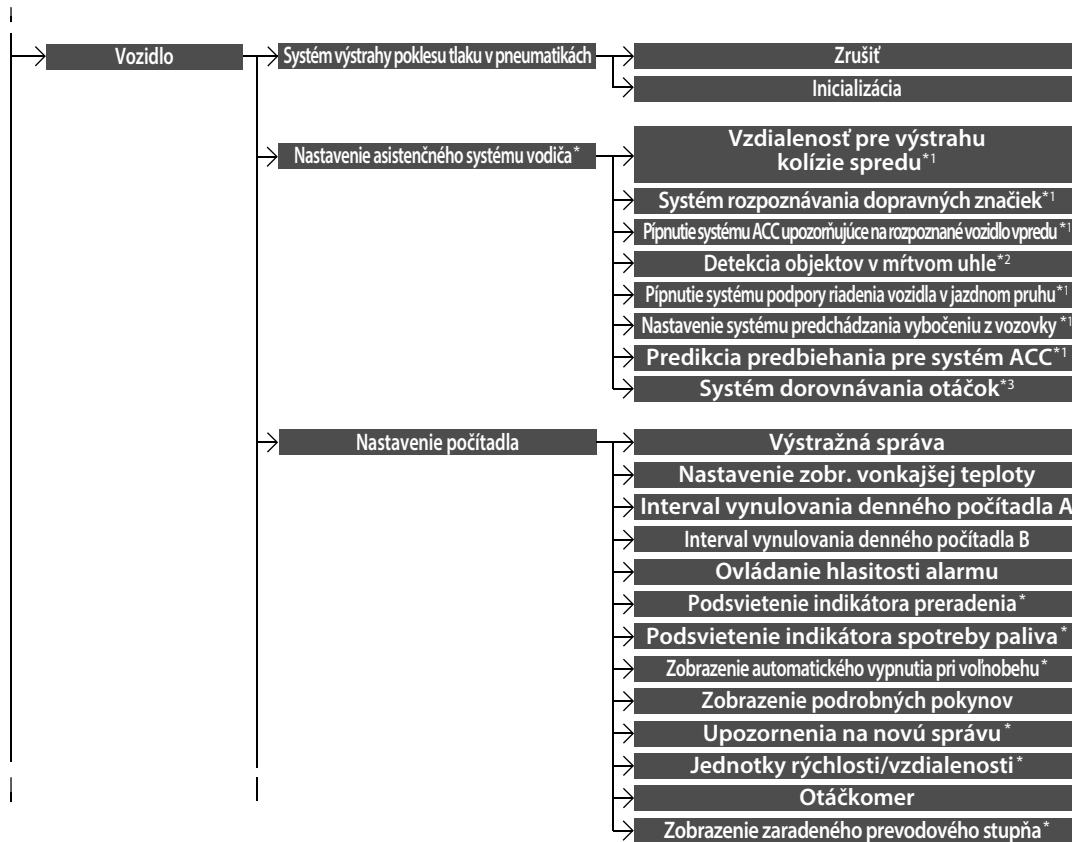 Vozidlo
Systém výstrahy poklesu tlaku v pneumatikách
Zrušiť
Inicializácia
Nastavenie asistenčného systému vodiča*
Vzdialenosť pre výstrahu
kolízie spredu*1
Systém rozpoznávania dopravných značiek*1
Pípnutie systému ACC upozorňujúce na rozpoznané vozidlo vpredu*1
Detekcia objektov v mŕtvom uhle*2
Pípnutie systému podpory riadenia vozidla v jazdnom pruhu*1
Nastavenie systému predchádzania vybočeniu z vozovky*1
Predikcia predbiehania pre systém ACC*1
Systém dorovnávania otáčok*3
Nastavenie počítadla
Výstražná správa
Nastavenie zobr. vonkajšej teploty
Interval vynulovania denného počítadla A
Interval vynulovania denného počítadla B
Ovládanie hlasitosti alarmu
Podsvietenie indikátora preradenia*
Podsvietenie indikátora spotreby paliva*
Zobrazenie automatického vypnutia pri voľnobehu*
Zobrazenie podrobných pokynov
Upozornenia na novú správu*
Jednotky rýchlosti/vzdialenosti*
Otáčkomer
Zobrazenie zaradeného prevodového stupňa*